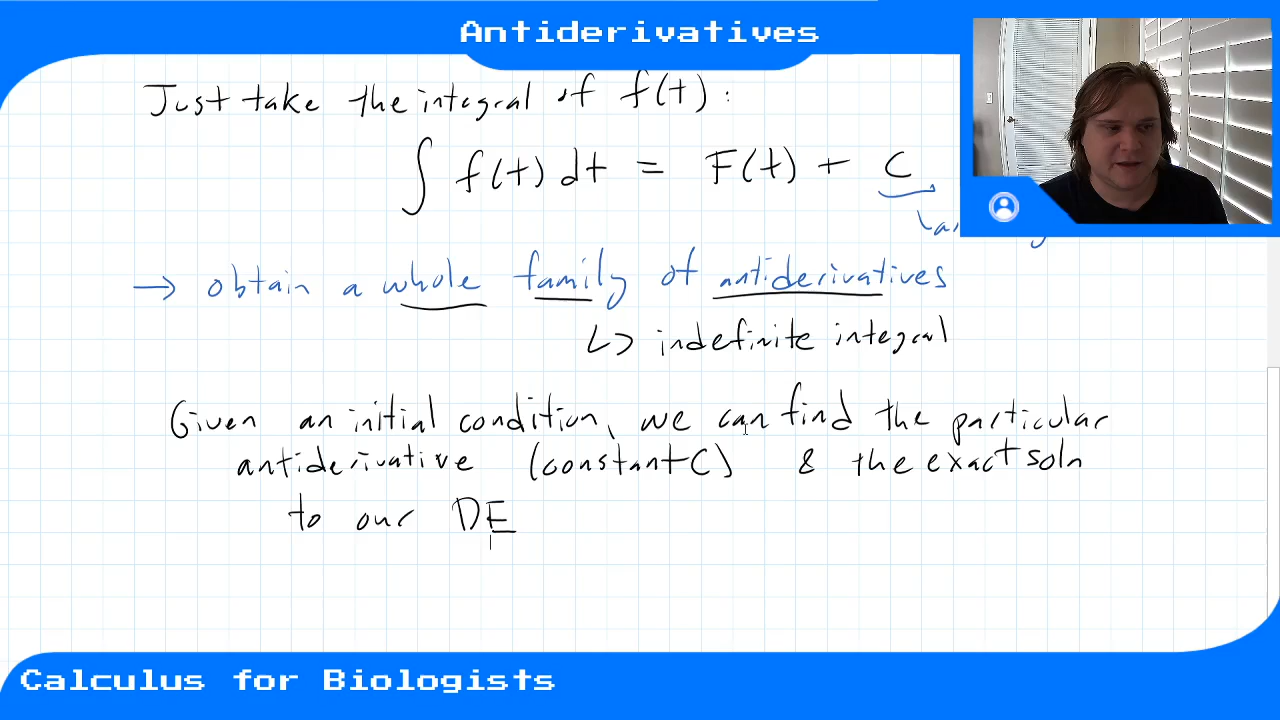 Antiderivatives
Just take the integral of f(t) :
∫ f(t) dt = F(t) + C
→ obtain a whole family of antiderivatives
↳ indefinite integral
Given an initial condition, we can find the particular
antiderivative (constant C) & the exact soln
to our DE
Calculus for Biologists